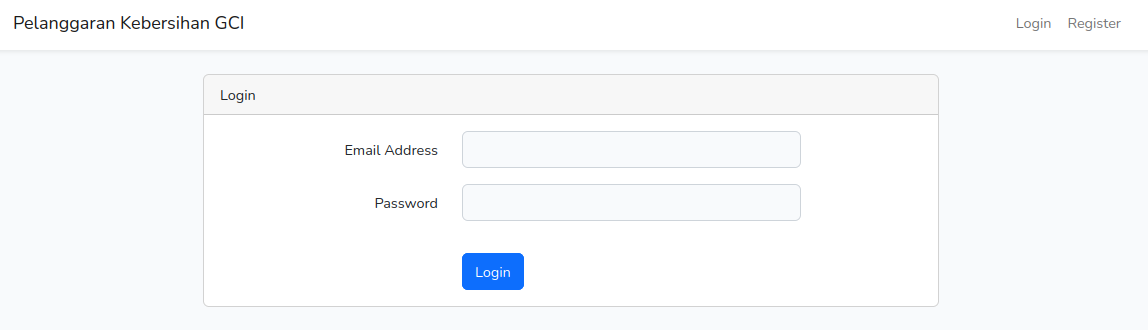 Pelanggaran Kebersihan GCI
Login
Register
Login
Email Address
Password
Login